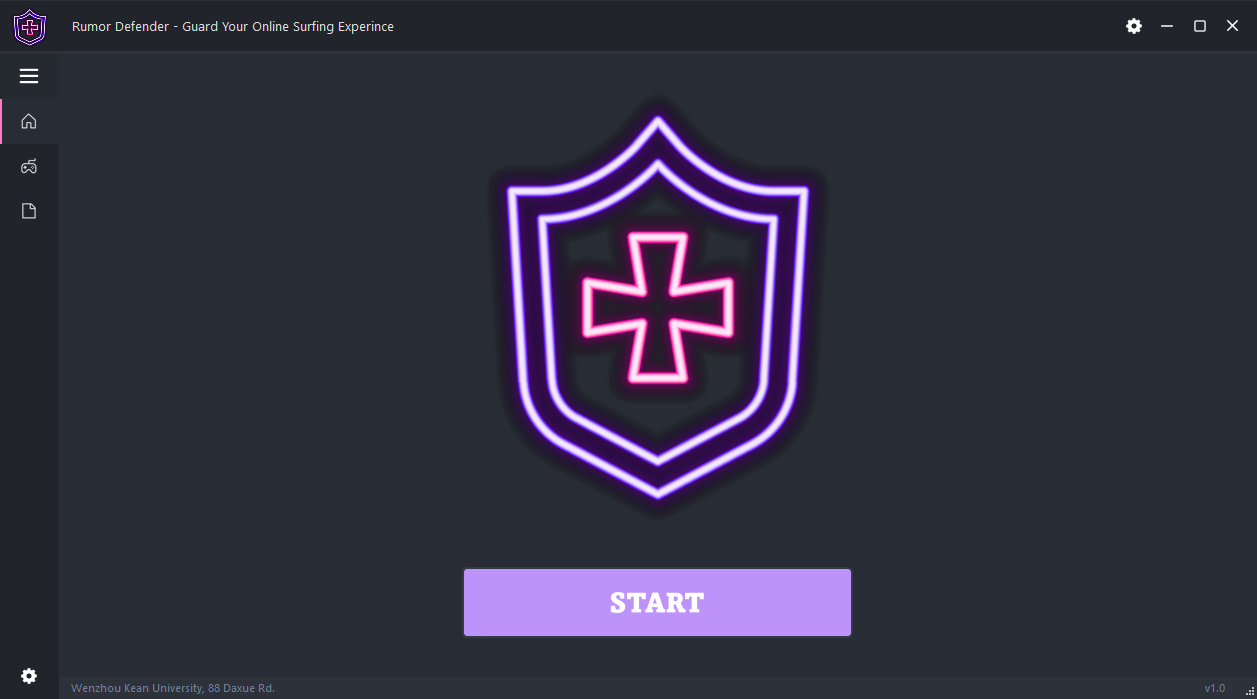 Rumor Defender - Guard Your Online Surfing Experince
START
Wenzhou Kean University, 88 Daxue Rd.
v1.0